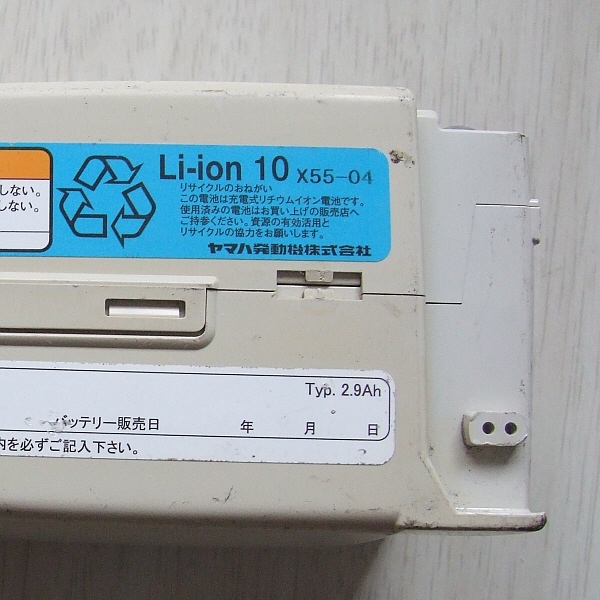 しない。
しない。
Li-ion 10 X55-04
リサイクルのおねがい
この電池は充電式リチウムイオン電池です。
使用済みの電池はお買い上げの販売店へ
ご持参ください。資源の有効活用と
リサイクルの協力をお願いします。
ヤマハ発動機株式会社
Typ. 2.9Ah
バッテリー販売日 年 月 日
内を必ずご記入下さい。